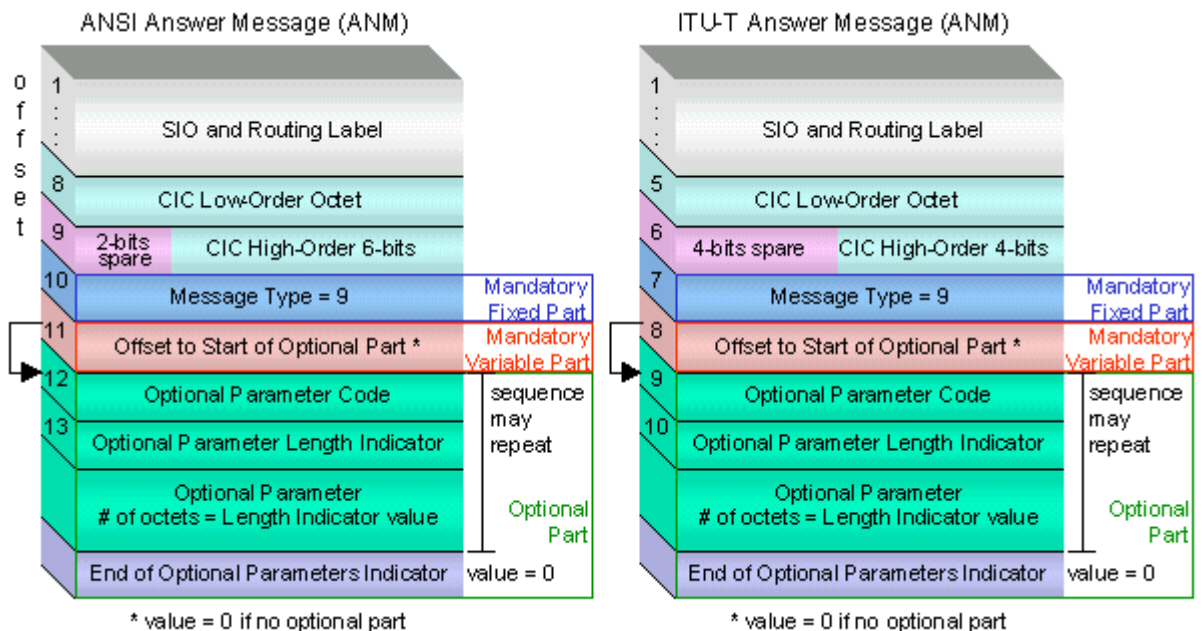 ANSI Answer Message (ANM)
offset
1
:
:
SIO and Routing Label
8
CIC Low-Order Octet
9
2-bits
spare
CIC High-Order 6-bits
10
Message Type = 9
Mandatory
Fixed Part
11
Offset to Start of Optional Part *
Mandatory
Variable Part
12
Optional Parameter Code
sequence
may
repeat
13
Optional Parameter Length Indicator
Optional Parameter
# of octets = Length Indicator value
Optional
Part
End of Optional Parameters Indicator
value = 0
* value = 0 if no optional part
ITU-T Answer Message (ANM)
1
:
:
SIO and Routing Label
5
CIC Low-Order Octet
6
4-bits spare
CIC High-Order 4-bits
7
Message Type = 9
Mandatory
Fixed Part
8
Offset to Start of Optional Part *
Mandatory
Variable Part
9
Optional Parameter Code
sequence
may
repeat
10
Optional Parameter Length Indicator
Optional Parameter
# of octets = Length Indicator value
Optional
Part
End of Optional Parameters Indicator
value = 0
* value = 0 if no optional part